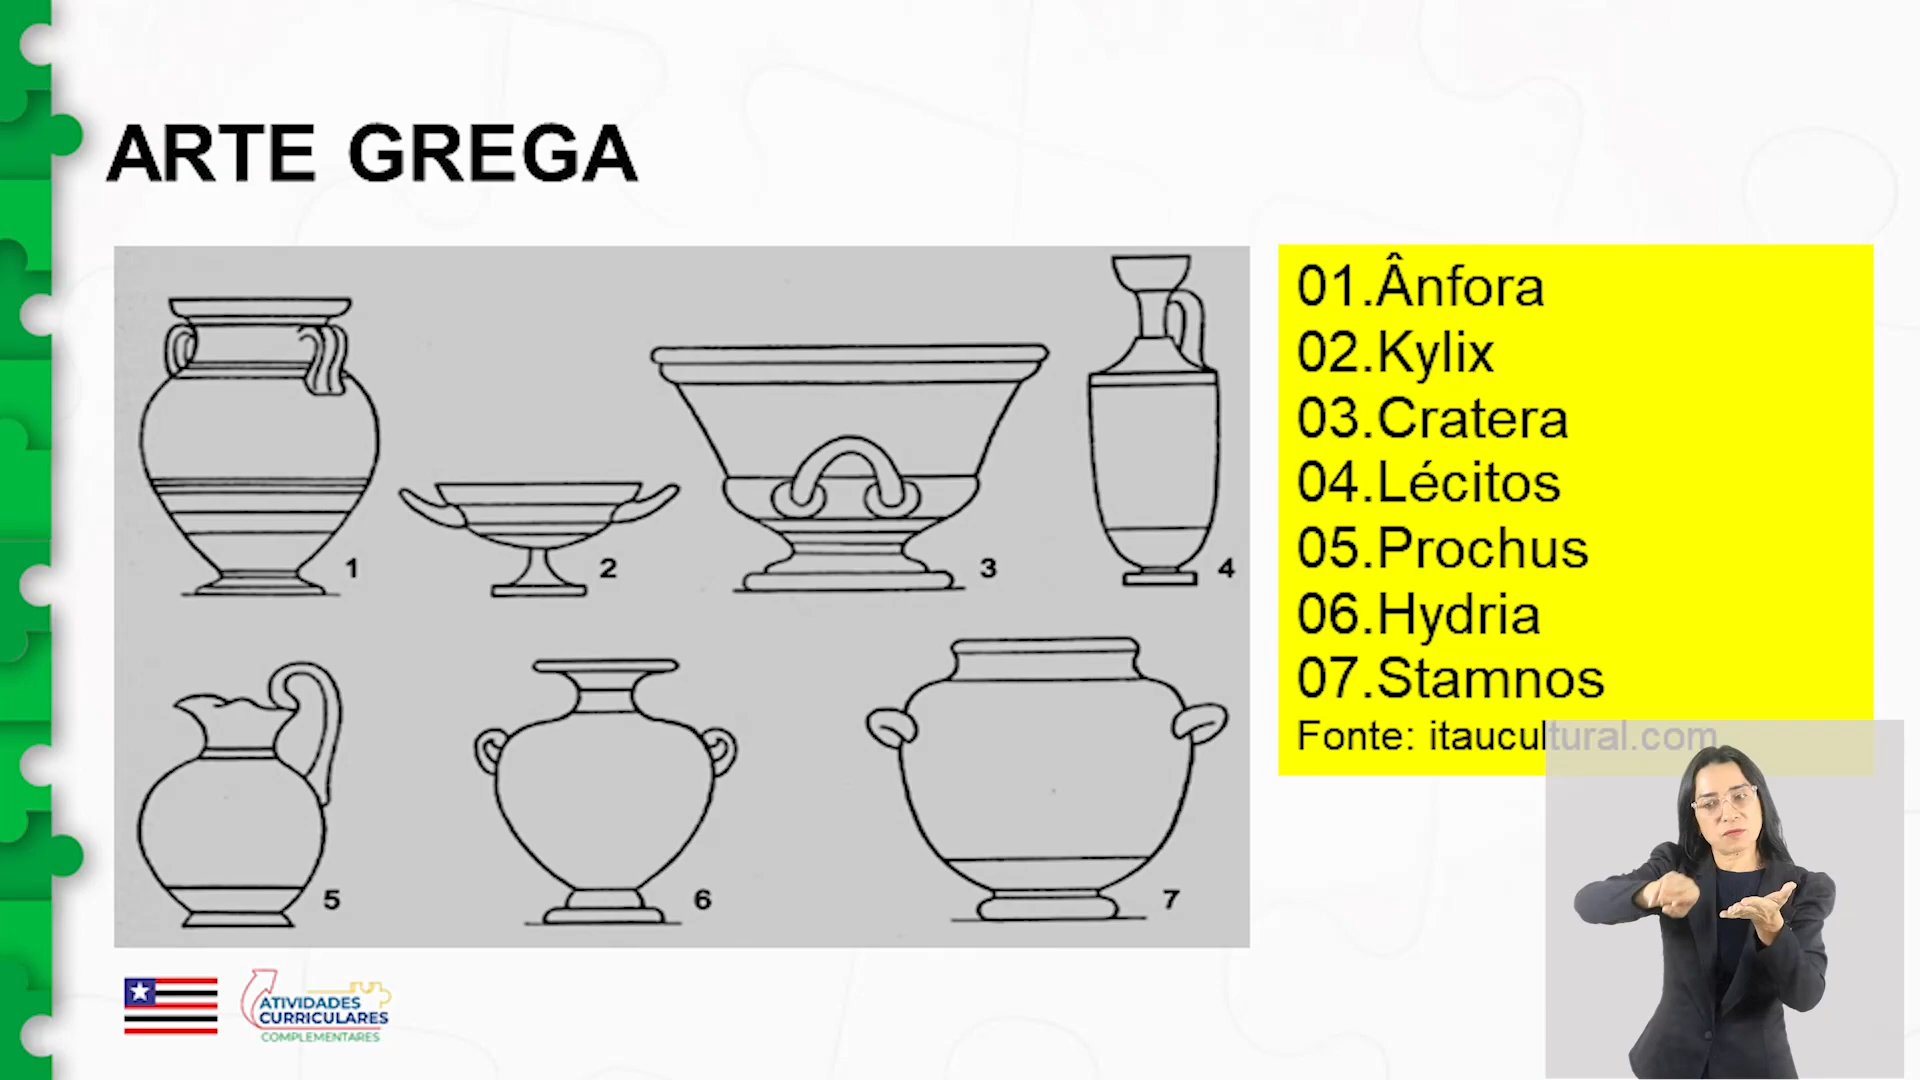 ARTE GREGA
1
2
3
4
5
6
7
01.Ânfora
02.Kylix
03.Cratera
04.Lécitos
05.Prochus
06.Hydria
07.Stamnos
Fonte: itaucultural.com
ATIVIDADES
CURRICULARES
COMPLEMENTARES